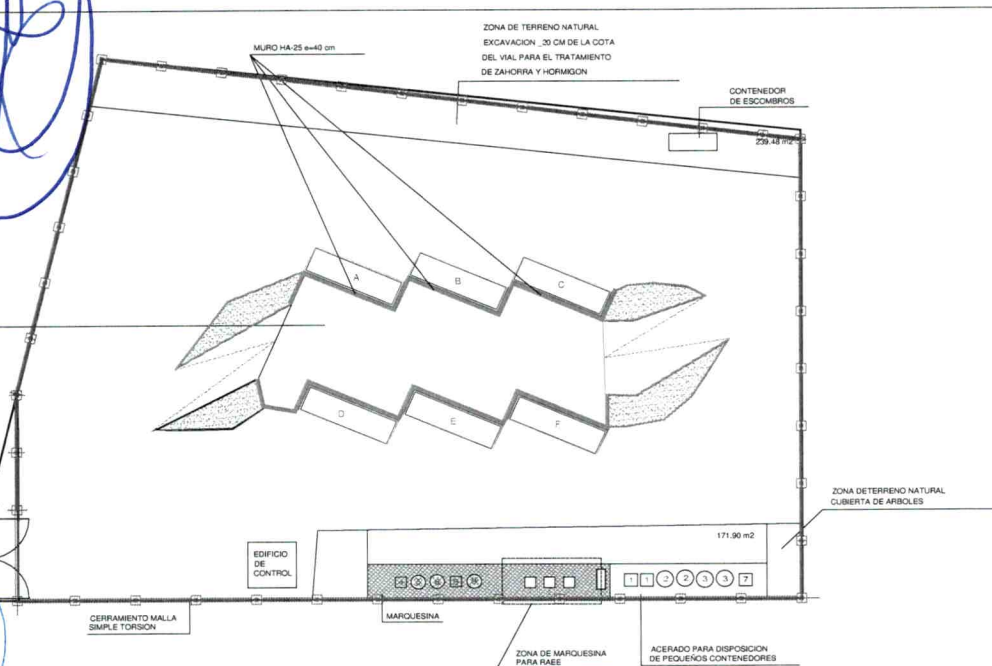 ZONA DE TERRENO NATURAL
EXCAVACION _20 CM DE LA COTA
DEL VIAL PARA EL TRATAMIENTO
DE ZAHORRA Y HORMIGON
MURO HA-25 e=40 cm
CONTENEDOR
DE ESCOMBROS
239.48 m2
A
B
C
D
E
F
ZONA DETERRENO NATURAL
CUBIERTA DE ARBOLES
171.90 m2
EDIFICIO
DE
CONTROL
1 1 2 2 3 3 7
CERRAMIENTO MALLA
SIMPLE TORSION
MARQUESINA
ZONA DE MARQUESINA
PARA RAEE
ACERADO PARA DISPOSICION
DE PEQUEÑOS CONTENEDORES